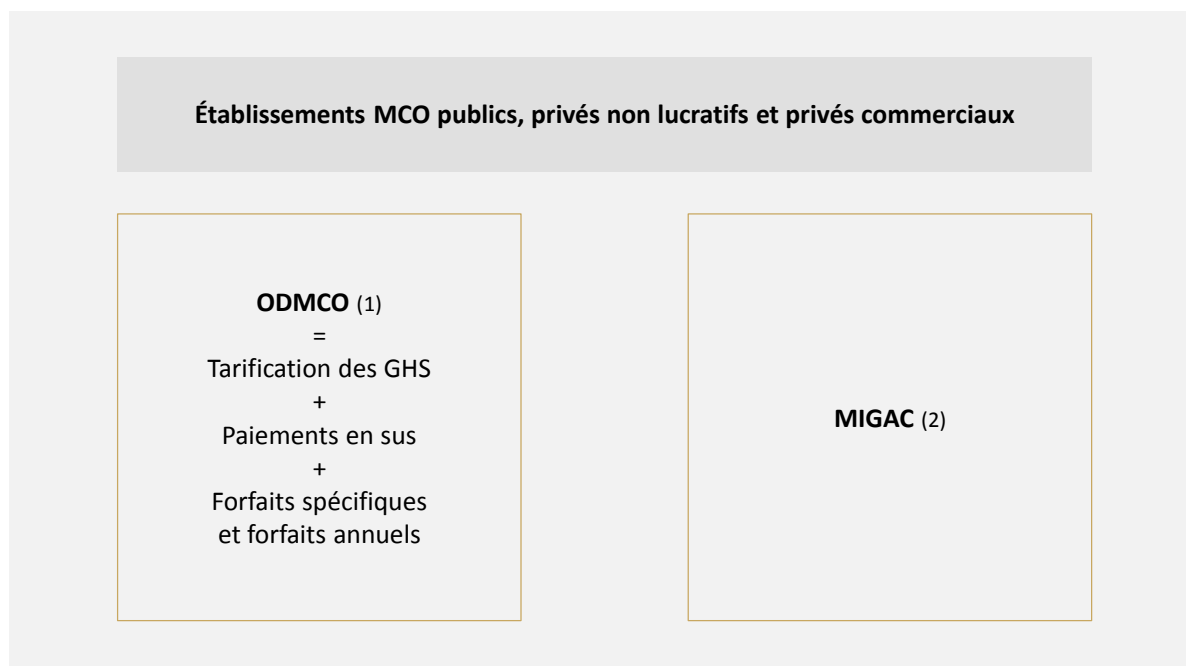 Établissements MCO publics, privés non lucratifs et privés commerciaux
ODMCO (1)
=
Tarification des GHS
+
Paiements en sus
+
Forfaits spécifiques
et forfaits annuels
MIGAC (2)